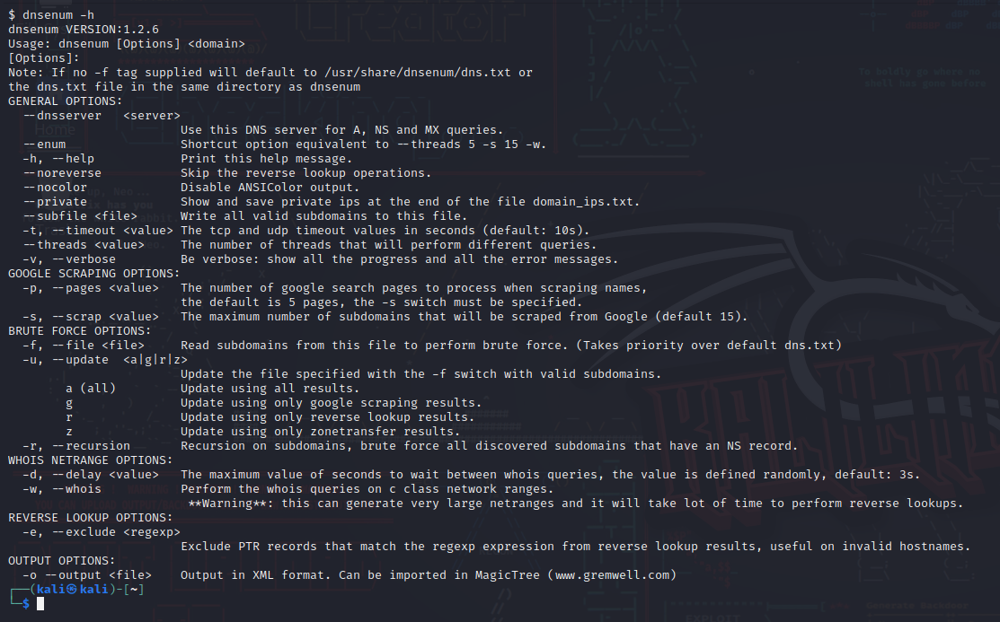 $ dnsenum -h
dnsenum VERSION:1.2.6
Usage: dnsenum [Options] <domain>
[Options]:
Note: If no -f tag supplied will default to /usr/share/dnsenum/dns.txt or
the dns.txt file in the same directory as dnsenum
GENERAL OPTIONS:
  --dnsserver   <server>
                        Use this DNS server for A, NS and MX queries.
  --enum                Shortcut option equivalent to --threads 5 -s 15 -w.
  -h, --help            Print this help message.
  --noreverse           Skip the reverse lookup operations.
  --nocolor             Disable ANSIColor output.
  --private             Show and save private ips at the end of the file domain_ips.txt.
  --subfile <file>      Write all valid subdomains to this file.
  -t, --timeout <value> The tcp and udp timeout values in seconds (default: 10s).
  --threads <value>     The number of threads that will perform different queries.
  -v, --verbose         Be verbose: show all the progress and all the error messages.
GOOGLE SCRAPING OPTIONS:
  -p, --pages <value>   The number of google search pages to process when scraping names,
                        the default is 5 pages, the -s switch must be specified.
  -s, --scrap <value>   The maximum number of subdomains that will be scraped from Google (default 15).
BRUTE FORCE OPTIONS:
  -f, --file <file>     Read subdomains from this file to perform brute force. (Takes priority over default dns.txt)
  -u, --update  <a|g|r|z>
                        Update the file specified with the -f switch with valid subdomains.
        a (all)         Update using all results.
        g               Update using only google scraping results.
        r               Update using only reverse lookup results.
        z               Update using only zonetransfer results.
  -r, --recursion       Recursion on subdomains, brute force all discovered subdomains that have an NS record.
WHOIS NETRANGE OPTIONS:
  -d, --delay <value>   The maximum value of seconds to wait between whois queries, the value is defined randomly, default: 3s.
  -w, --whois           Perform the whois queries on c class network ranges.
                         **Warning**: this can generate very large netranges and it will take lot of time to perform reverse lookups.
REVERSE LOOKUP OPTIONS:
  -e, --exclude <regexp>
                        Exclude PTR records that match the regexp expression from reverse lookup results, useful on invalid hostnames.
OUTPUT OPTIONS:
  -o --output <file>    Output in XML format. Can be imported in MagicTree (www.gremwell.com)
┌──(kali㉿kali)-[~]
└─$
KALI LINUX
Home
To boldly go where no
shell has gone before